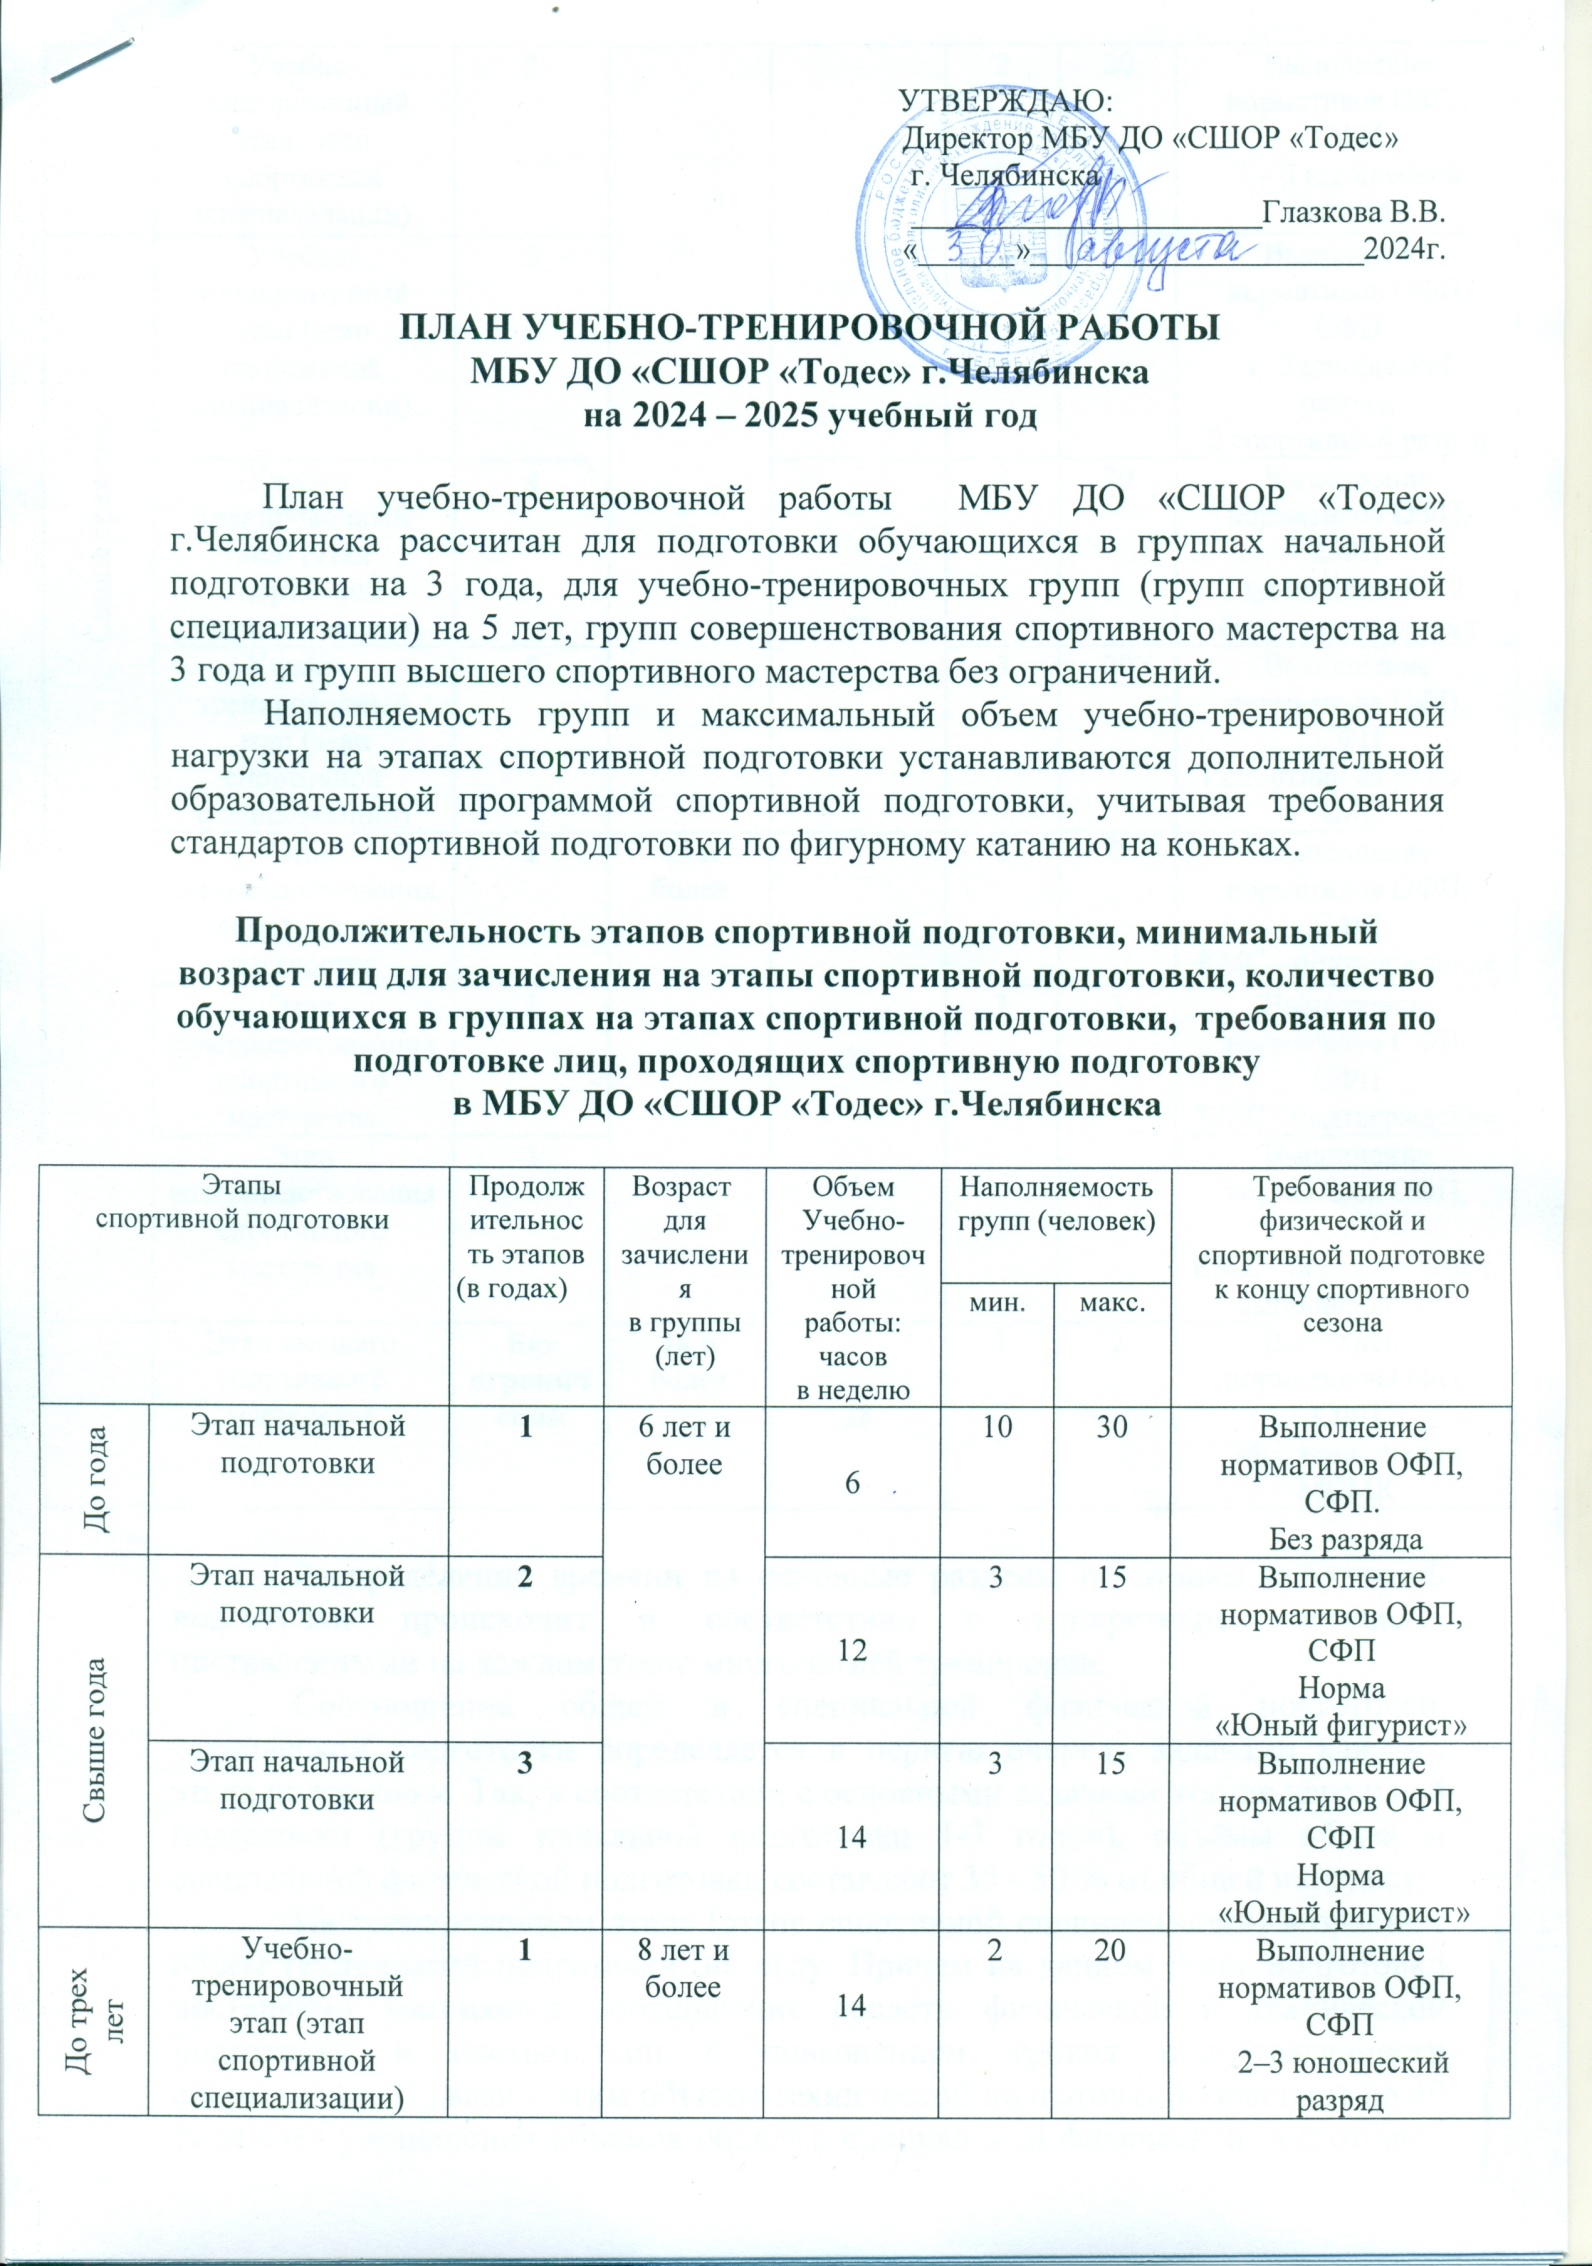 УТВЕРЖДАЮ:
Директор МБУ ДО «СШОР «Тодес»
г. Челябинска
Глазкова В.В.
«30» августа 2024г.
ПЛАН УЧЕБНО-ТРЕНИРОВОЧНОЙ РАБОТЫ
МБУ ДО «СШОР «Тодес» г. Челябинска
на 2024 – 2025 учебный год
План учебно-тренировочной работы МБУ ДО «СШОР «Тодес»
г.Челябинска рассчитан для подготовки обучающихся в группах начальной
подготовки на 3 года, для учебно-тренировочных групп (групп спортивной
специализации) на 5 лет, групп совершенствования спортивного мастерства на
3 года и групп высшего спортивного мастерства без ограничений.
Наполняемость групп и максимальный объем учебно-тренировочной
нагрузки на этапах спортивной подготовки устанавливаются дополнительной
образовательной программой спортивной подготовки, учитывая требования
стандартов спортивной подготовки по фигурному катанию на коньках.
Продолжительность этапов спортивной подготовки, минимальный
возраст лиц для зачисления на этапы спортивной подготовки, количество
обучающихся в группах на этапах спортивной подготовки, требования по
подготовке лиц, проходящих спортивную подготовку
в МБУ ДО «СШОР «Тодес» г.Челябинска
Этапы
спортивной подготовки
Продолж
ительнос
ть этапов
(в годах)
Возраст
для
зачислени
я
в группы
(лет)
Объем
Учебно-
тренировоч
ной
работы:
часов
в неделю
Наполняемость
групп (человек)
мин.
макс.
Требования по
физической и
спортивной подготовке
к концу спортивного
сезона
До года
Этап начальной
подготовки
1
6 лет и
более
6
10
30
Выполнение
нормативов ОФП,
СФП.
Без разряда
Свыше года
Этап начальной
подготовки
2
12
3
15
Выполнение
нормативов ОФП,
СФП
Норма
«Юный фигурист»
Этап начальной
подготовки
3
14
3
15
Выполнение
нормативов ОФП,
СФП
Норма
«Юный фигурист»
До трех
лет
Учебно-
тренировочный
этап (этап
спортивной
специализации)
1
8 лет и
более
14
2
20
Выполнение
нормативов ОФП,
СФП
2–3 юношеский
разряд